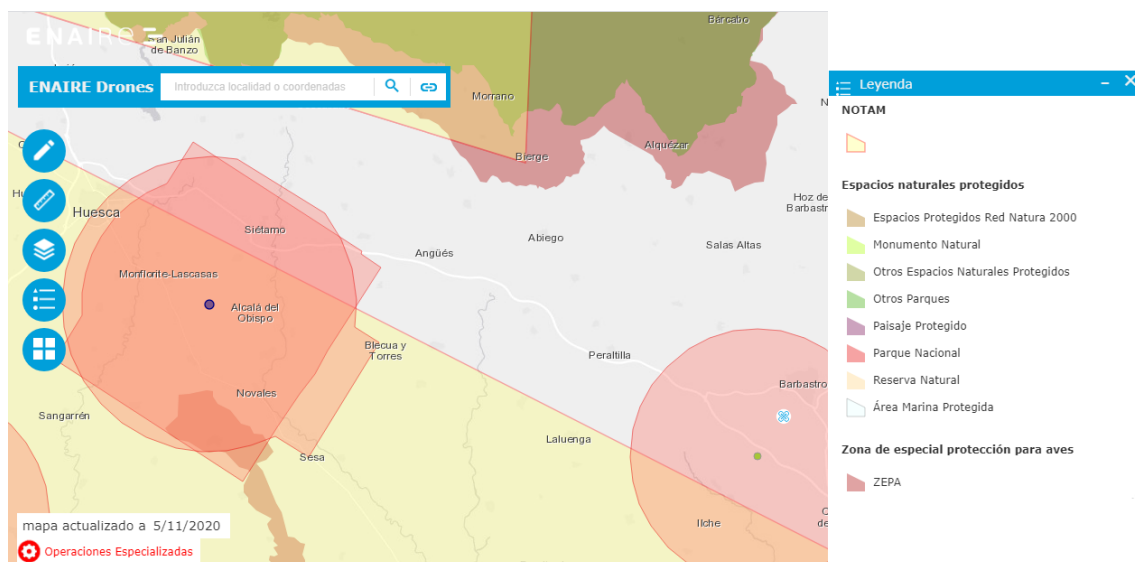 Bárcabo
ENAIRE
San Julián
de Banzo
ENAIRE Drones
Introduzca localidad o coordenadas
Morrano
Bierge
Alquézar
Huesca
Siétamo
Angüés
Abiego
Salas Altas
Hoz de
Barbastr
Monflorite-Lascasas
Alcalá del
Obispo
Blecua y
Torres
Peraltilla
Barbastro
Novales
Sangarrén
Sesa
Laluenga
Ilche
mapa actualizado a 5/11/2020
Operaciones Especializadas
Leyenda
NOTAM
Espacios naturales protegidos
Espacios Protegidos Red Natura 2000
Monumento Natural
Otros Espacios Naturales Protegidos
Otros Parques
Paisaje Protegido
Parque Nacional
Reserva Natural
Área Marina Protegida
Zona de especial protección para aves
ZEPA